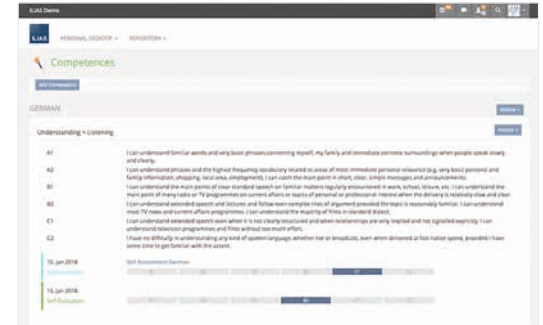 ILIAS Demo
ILIAS PERSONAL DESKTOP REPOSITORY
Competences
Add Competence
GERMAN
Actions
Understanding > Listening
Actions
A1 I can understand familiar words and very basic phrases concerning myself, my family and immediate concrete surroundings when people speak slowly
and clearly.
A2 I can understand phrases and the highest frequency vocabulary related to areas of most immediate personal relevance (e.g. very basic personal and
family information, shopping, local area, employment). I can catch the main point in short, clear, simple messages and announcements.
B1 I can understand the main points of clear standard speech on familiar matters regularly encountered in work, school, leisure, etc. I can understand the
main point of many radio or TV programmes on current affairs or topics of personal or professional interest when the delivery is relatively slow and clear.
B2 I can understand extended speech and lectures and follow even complex lines of argument provided the topic is reasonably familiar. I can understand
most TV news and current affairs programmes. I can understand the majority of films in standard dialect.
C1 I can understand extended speech even when it is not clearly structured and when relationships are only implied and not signalled explicitly. I can
understand television programmes and films without too much effort.
C2 I have no difficulty in understanding any kind of spoken language, whether live or broadcast, even when delivered at fast native speed, provided I have
some time to get familiar with the accent.
15. Jan 2018 Self Assessment German
C1
15. Jan 2018
Self-Evaluation B2